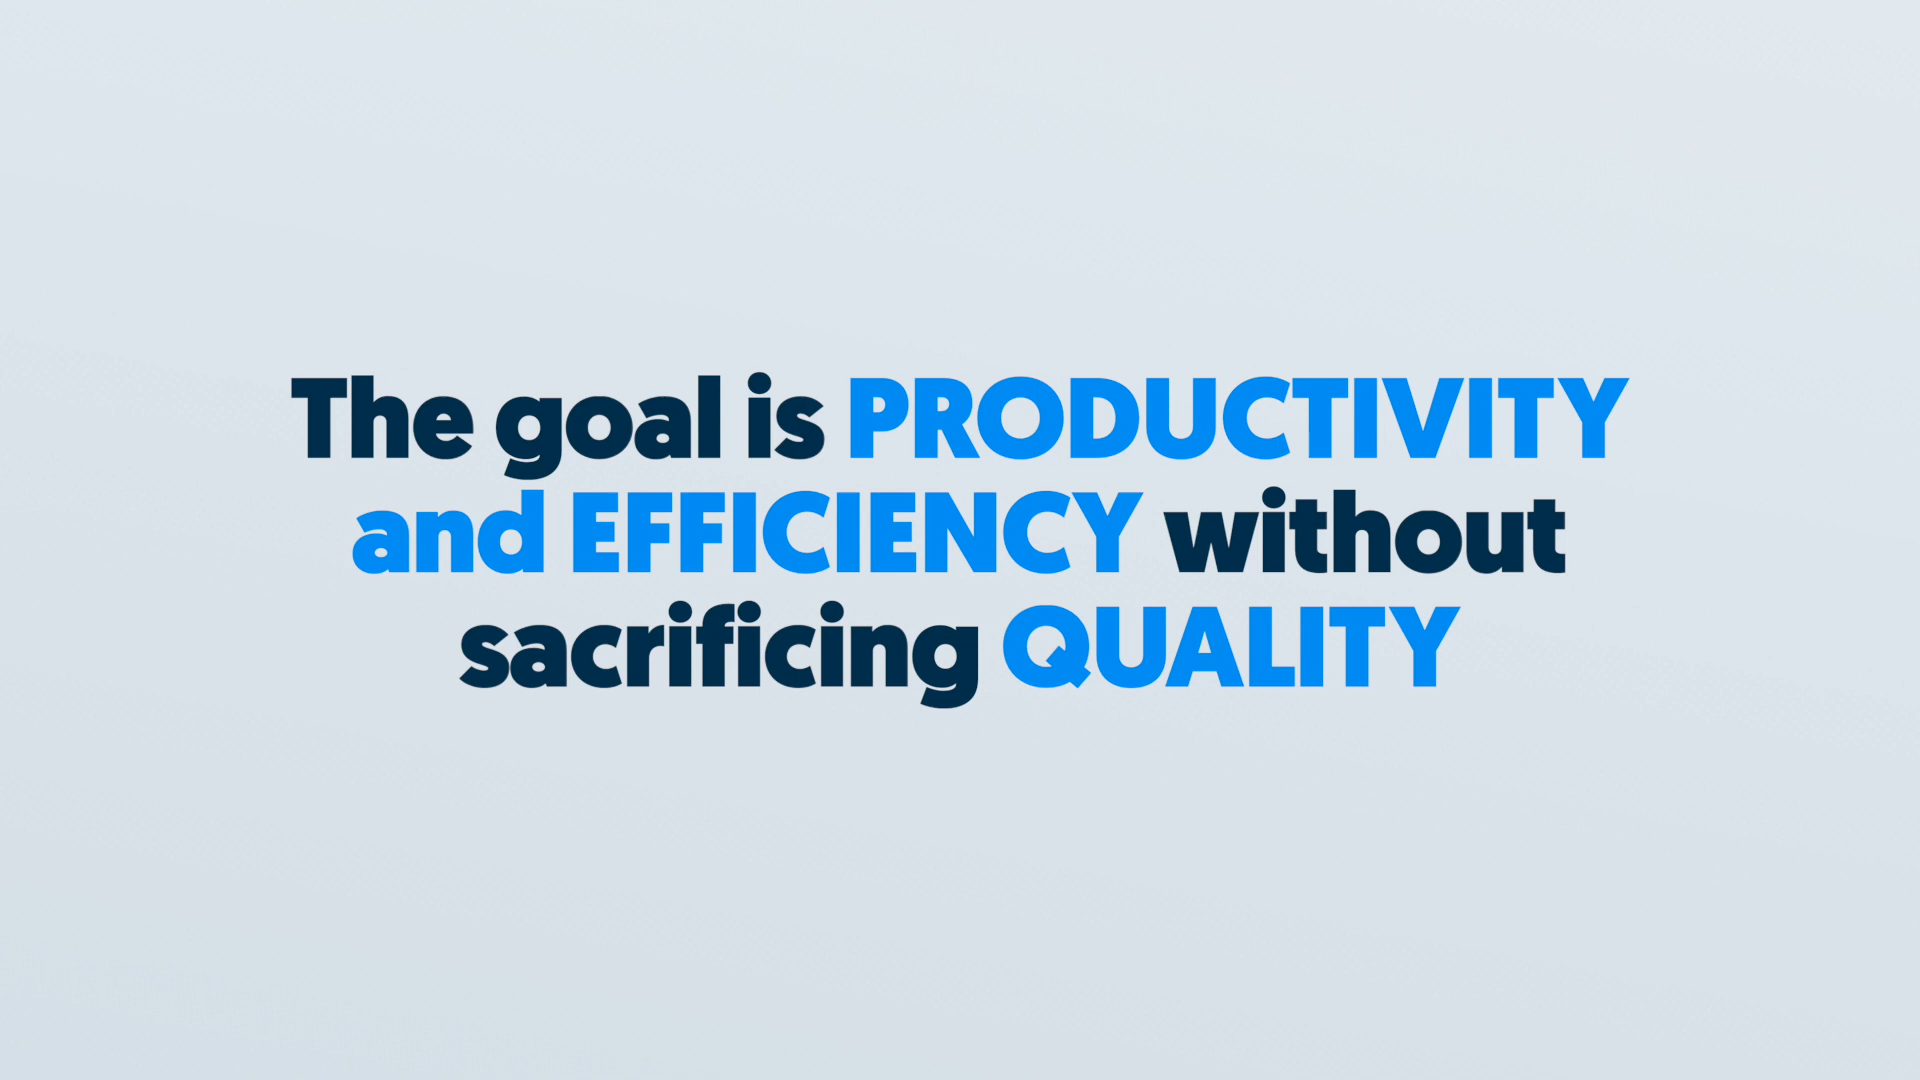 The goal is PRODUCTIVITY
and EFFICIENCY without
sacrificing QUALITY